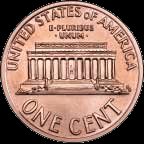 UNITED STATES OF AMERICA
E·PLURIBUS
·UNUM·
ONE CENT